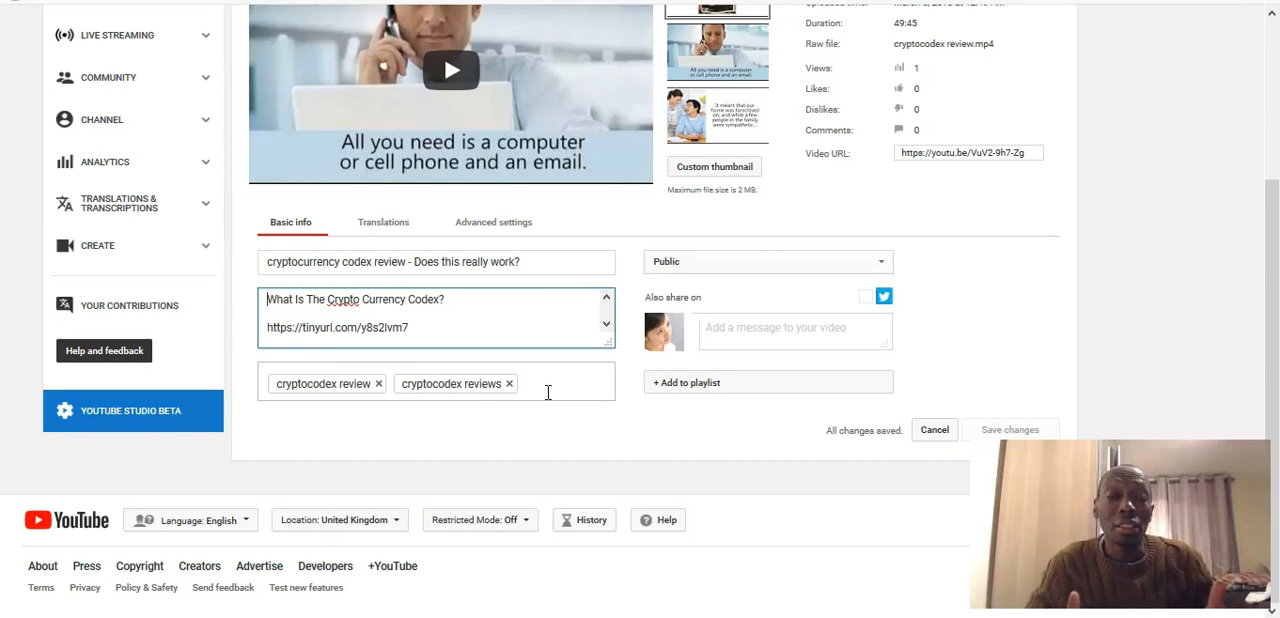 LIVE STREAMING
COMMUNITY
CHANNEL
ANALYTICS
TRANSLATIONS &
TRANSCRIPTIONS
CREATE
YOUR CONTRIBUTIONS
Help and feedback
YOUTUBE STUDIO BETA
All you need is a computer
or cell phone and an email.
Custom thumbnail
Maximum file size is 2 MB.
Duration: 49:45
Raw file: cryptocodex review.mp4
Views: 1
Likes: 0
Dislikes: 0
Comments: 0
Video URL: https://youtu.be/VuV2-9h7-Zg
Basic info Translations Advanced settings
cryptocurrency codex review - Does this really work?
What Is The Crypto Currency Codex?
https://tinyurl.com/y8s2lvm7
cryptocodex review × cryptocodex reviews ×
Public
Also share on
Add a message to your video
+ Add to playlist
All changes saved. Cancel Save changes
YouTube Language: English Location: United Kingdom Restricted Mode: Off History Help
About Press Copyright Creators Advertise Developers +YouTube
Terms Privacy Policy & Safety Send feedback Test new features